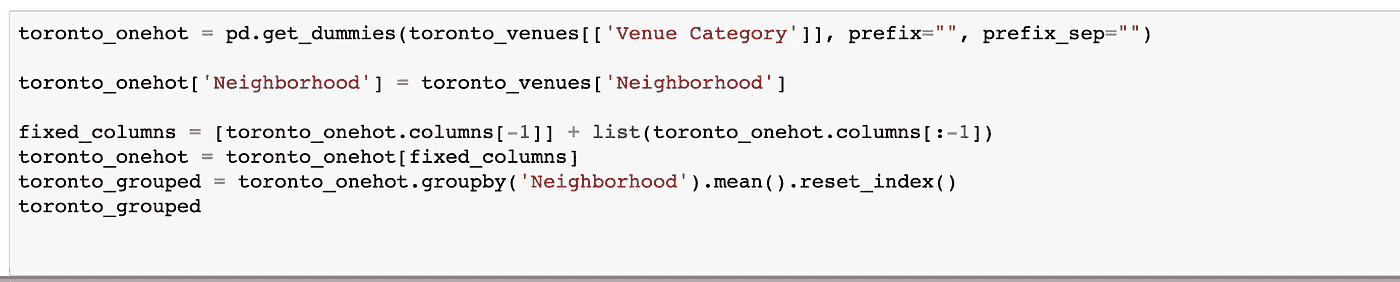 toronto_onehot = pd.get_dummies(toronto_venues[['Venue Category']], prefix="", prefix_sep="")
toronto_onehot['Neighborhood'] = toronto_venues['Neighborhood']
fixed_columns = [toronto_onehot.columns[-1]] + list(toronto_onehot.columns[:-1])
toronto_onehot = toronto_onehot[fixed_columns]
toronto_grouped = toronto_onehot.groupby('Neighborhood').mean().reset_index()
toronto_grouped